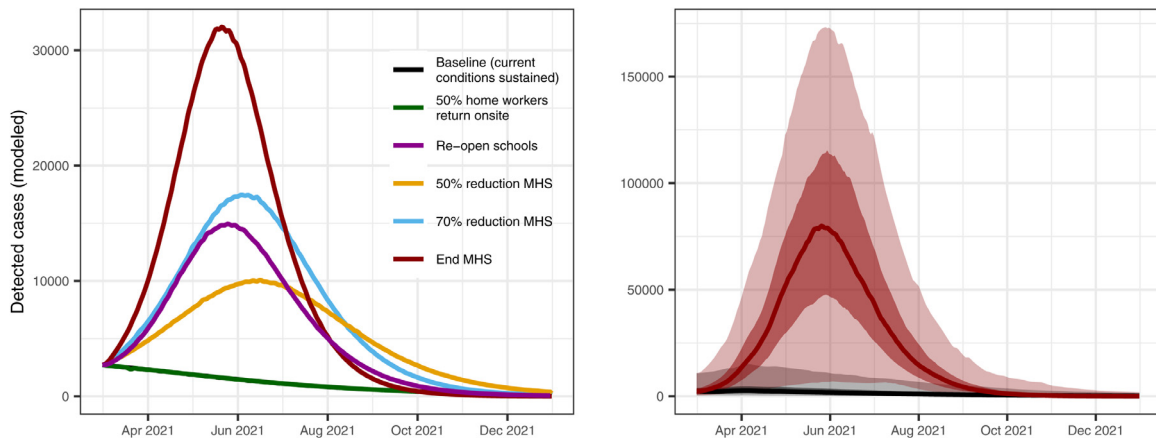 Detected cases (modeled)
30000
20000
10000
0
Apr 2021
Jun 2021
Aug 2021
Oct 2021
Dec 2021
Baseline (current
conditions sustained)
50% home workers
return onsite
Re-open schools
50% reduction MHS
70% reduction MHS
End MHS
150000
100000
50000
0
Apr 2021
Jun 2021
Aug 2021
Oct 2021
Dec 2021